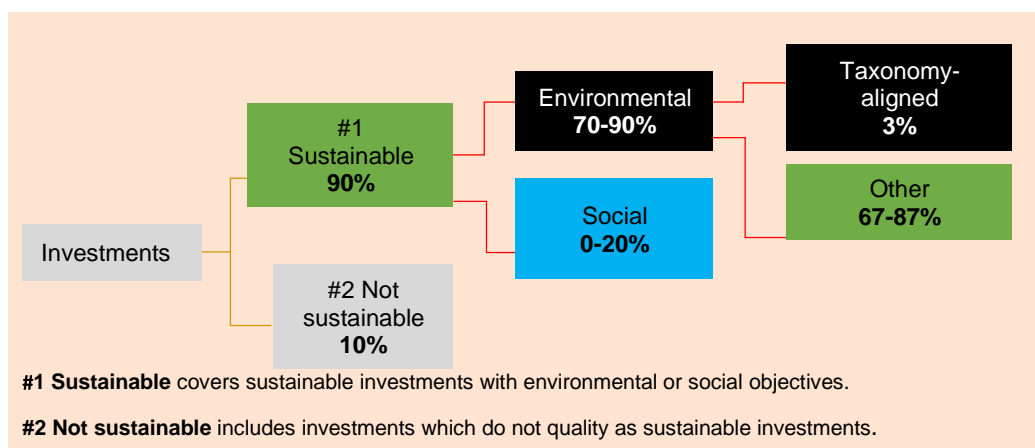 Investments
#1
Sustainable
90%
#2 Not
sustainable
10%
Environmental
70-90%
Social
0-20%
Taxonomy-
aligned
3%
Other
67-87%
#1 Sustainable covers sustainable investments with environmental or social objectives.
#2 Not sustainable includes investments which do not quality as sustainable investments.